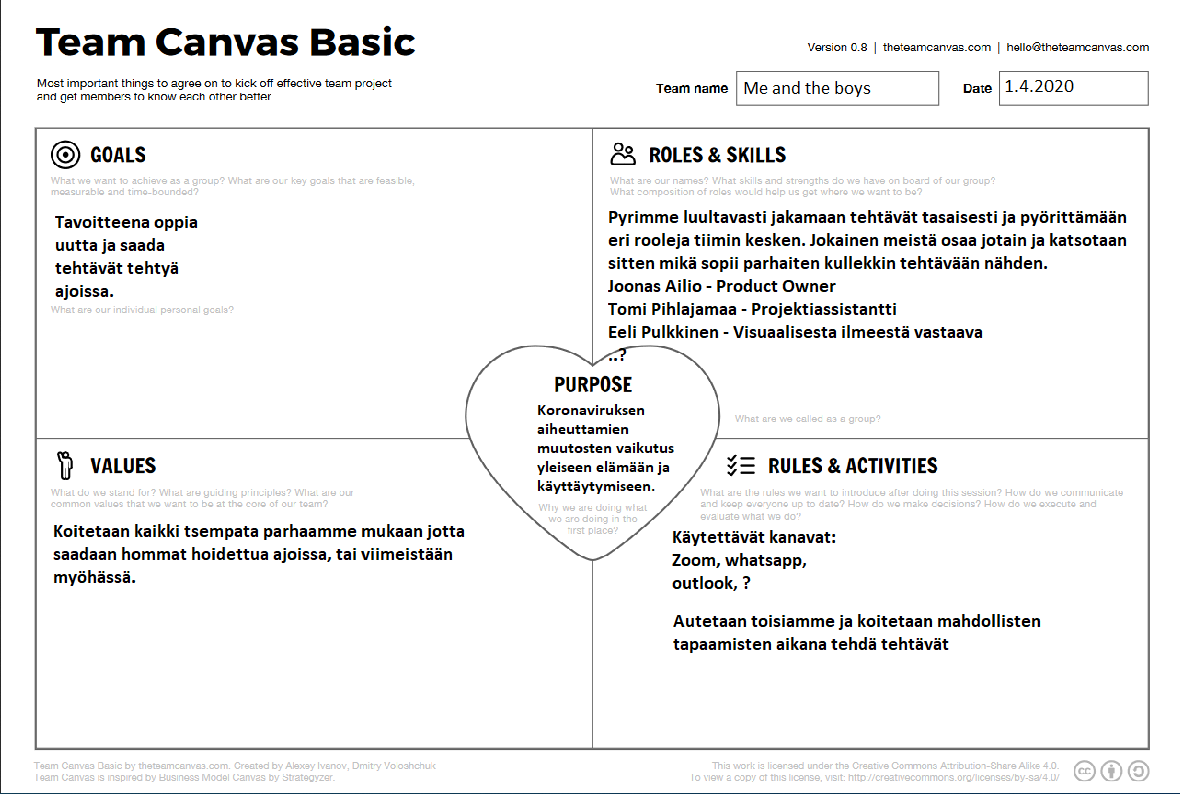 Team Canvas Basic
Version 0.8 | theteamcanvas.com | hello@theteamcanvas.com
Most important things to agree on to kick off effective team project
and get members to know each other better
Team name
Me and the boys
Date
1.4.2020
GOALS
What we want to achieve as a group? What are our key goals that are feasible,
measurable and time-bounded?
Tavoitteena oppia
uutta ja saada
tehtävät tehtyä
ajoissa.
What are our individual personal goals?
ROLES & SKILLS
What are our names? What skills and strengths do we have on board of our group?
What composition of roles would help us get where we want to be?
Pyrimme luultavasti jakamaan tehtävät tasaisesti ja pyörittämään
eri rooleja tiimin kesken. Jokainen meistä osaa jotain ja katsotaan
sitten mikä sopii parhaiten kullekkin tehtävään nähden.
Joonas Ailio - Product Owner
Tomi Pihlajamaa - Projektiassistantti
Eeli Pulkkinen - Visuaalisesta ilmeestä vastaava
..?
What are we called as a group?
PURPOSE
Koronaviruksen
aiheuttamien
muutosten vaikutus
yleiseen elämään ja
käyttäytymiseen.
Why we are doing what
we are doing in the
first place?
VALUES
What do we stand for? What are guiding principles? What are our
common values that we want to be at the core of our team?
Koitetaan kaikki tsempata parhaamme mukaan jotta
saadaan hommat hoidettua ajoissa, tai viimeistään
myöhässä.
RULES & ACTIVITIES
What are the rules we want to introduce after doing this session? How do we communicate
and keep everyone up to date? How do we make decisions? How do we execute and
evaluate what we do?
Käytettävät kanavat:
Zoom, whatsapp,
outlook, ?
Autetaan toisiamme ja koitetaan mahdollisten
tapaamisten aikana tehdä tehtävät
Team Canvas Basic by theteamcanvas.com. Created by Alexey Ivanov, Dmitry Voloshchuk
Team Canvas is inspired by Business Model Canvas by Strategyzer.
This work is licensed under the Creative Commons Attribution-Share Alike 4.0.
To view a copy of this license, visit: http://creativecommons.org/licenses/by-sa/4.0/
cc